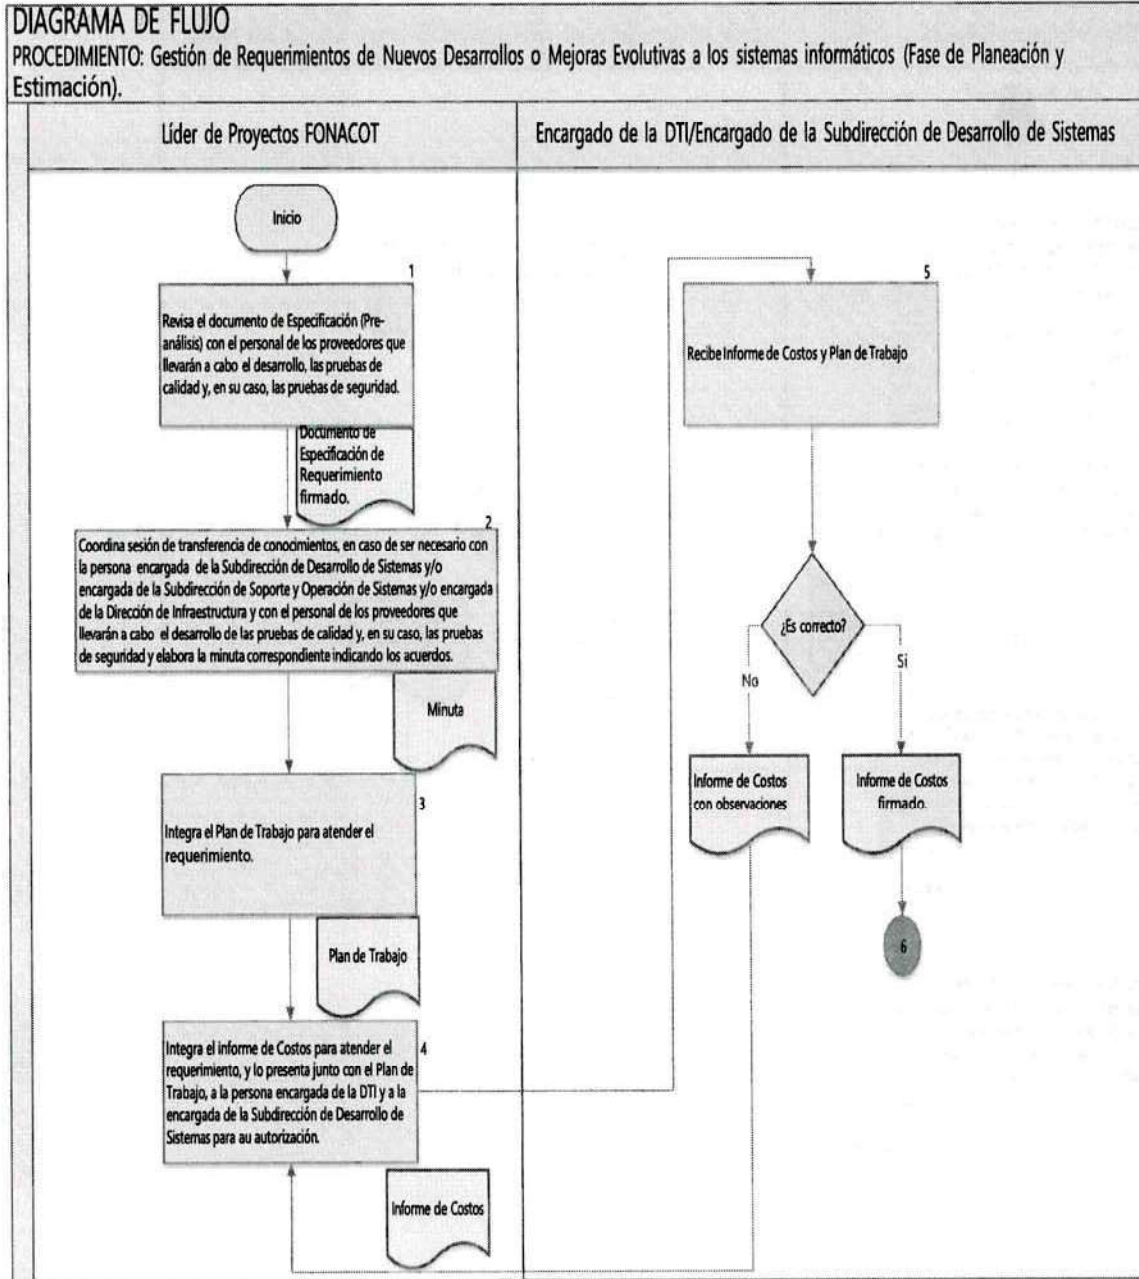 DIAGRAMA DE FLUJO
PROCEDIMIENTO: Gestión de Requerimientos de Nuevos Desarrollos o Mejoras Evolutivas a los sistemas informáticos (Fase de Planeación y
Estimación).
Líder de Proyectos FONACOT
Encargado de la DTI/Encargado de la Subdirección de Desarrollo de Sistemas
Inicio
1
Revisa el documento de Especificación (Pre-
análisis) con el personal de los proveedores que
llevarán a cabo el desarrollo, las pruebas de
calidad y, en su caso, las pruebas de seguridad.
Documento de
Especificación de
Requerimiento
firmado.
2
Coordina sesión de transferencia de conocimientos, en caso de ser necesario con
la persona encargada de la Subdirección de Desarrollo de Sistemas y/o
encargada de la Subdirección de Soporte y Operación de Sistemas y/o encargada
de la Dirección de Infraestructura y con el personal de los proveedores que
llevarán a cabo el desarrollo de las pruebas de calidad y, en su caso, las pruebas
de seguridad y elabora la minuta correspondiente indicando los acuerdos.
Minuta
3
Integra el Plan de Trabajo para atender el
requerimiento.
Plan de Trabajo
4
Integra el informe de Costos para atender el
requerimiento, y lo presenta junto con el Plan de
Trabajo, a la persona encargada de la DTI y a la
encargada de la Subdirección de Desarrollo de
Sistemas para au autorización.
Informe de Costos
5
Recibe Informe de Costos y Plan de Trabajo
¿Es correcto?
No
Si
Informe de Costos
con observaciones
Informe de Costos
firmado.
6